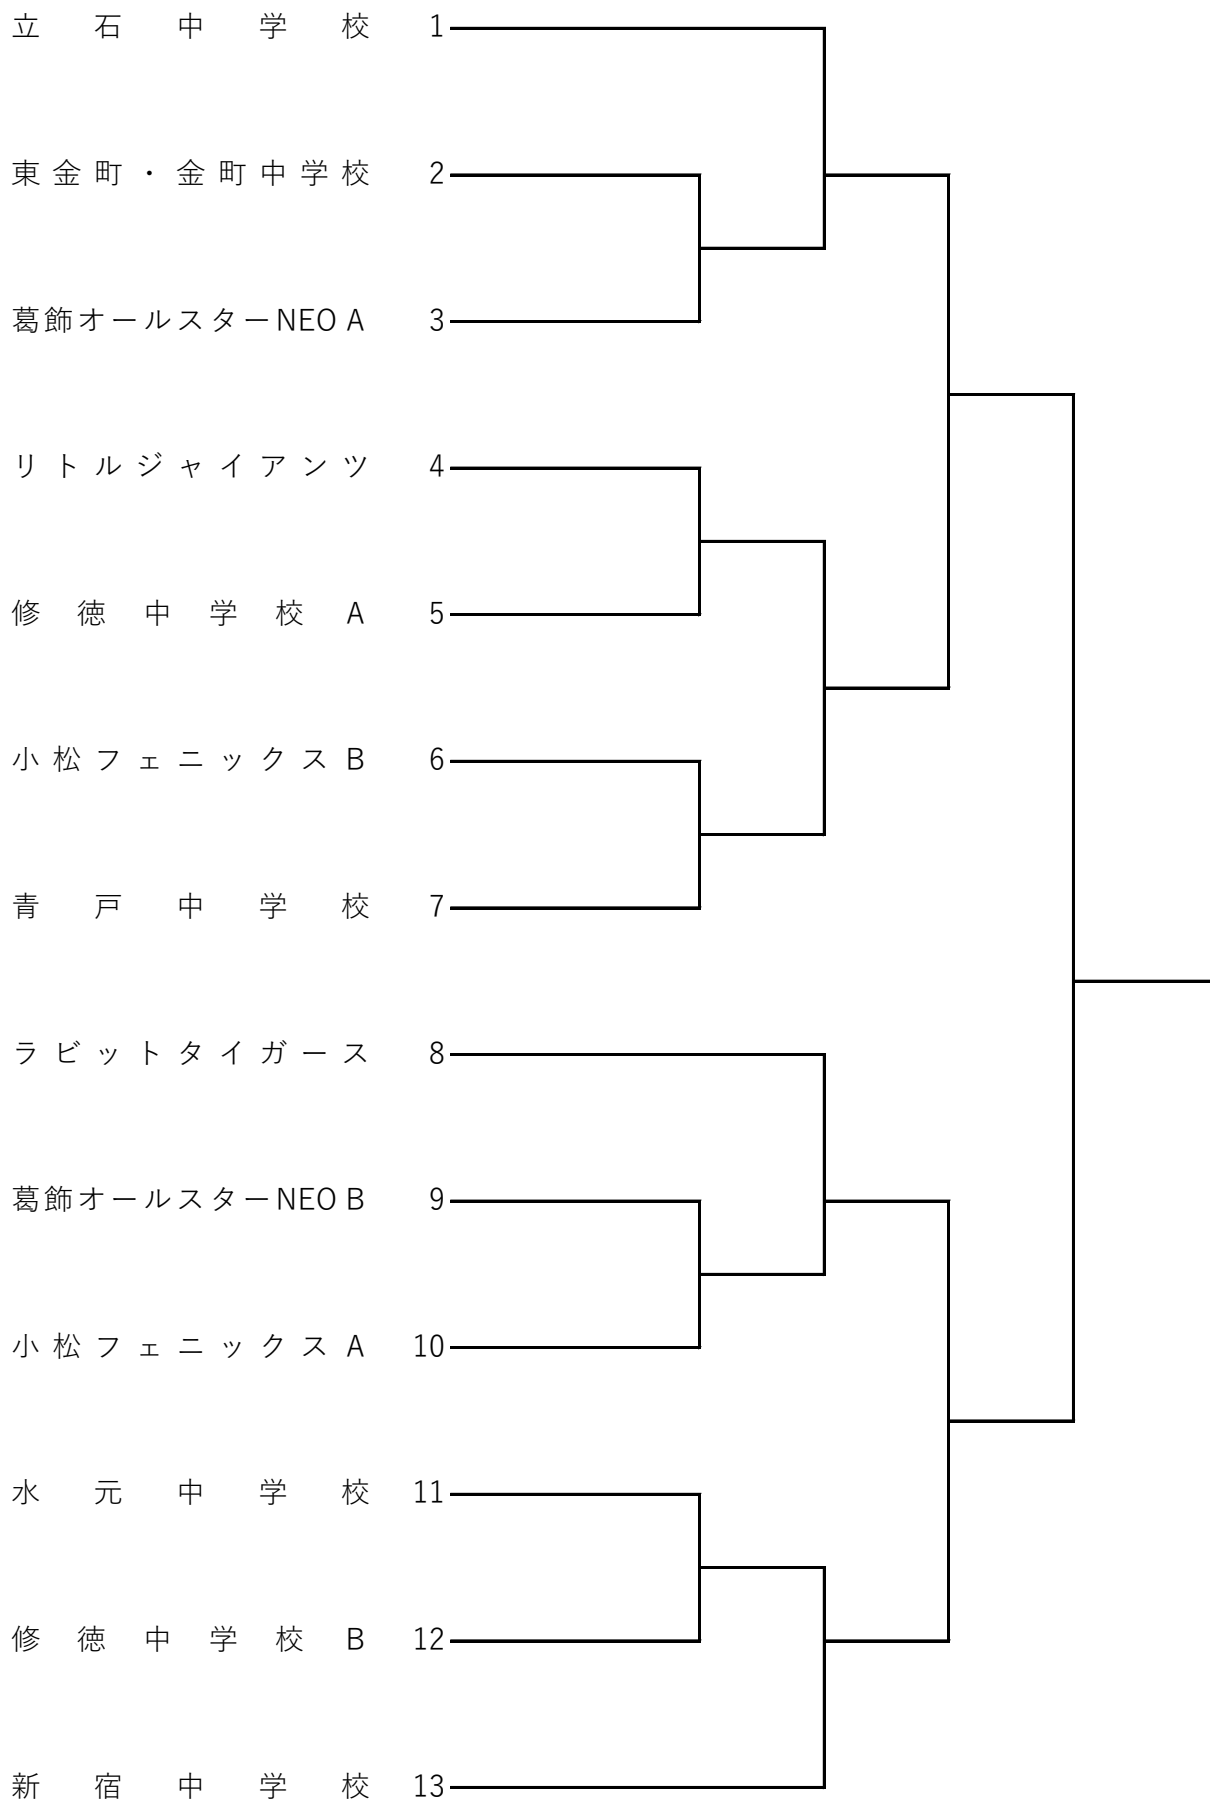 立石中学校 1
東金町・金町中学校 2
葛飾オールスターNEO A 3
リトルジャイアンツ 4
修徳中学校A 5
小松フェニックスB 6
青戸中学校 7
ラビットタイガース 8
葛飾オールスターNEO B 9
小松フェニックスA 10
水元中学校 11
修徳中学校B 12
新宿中学校 13